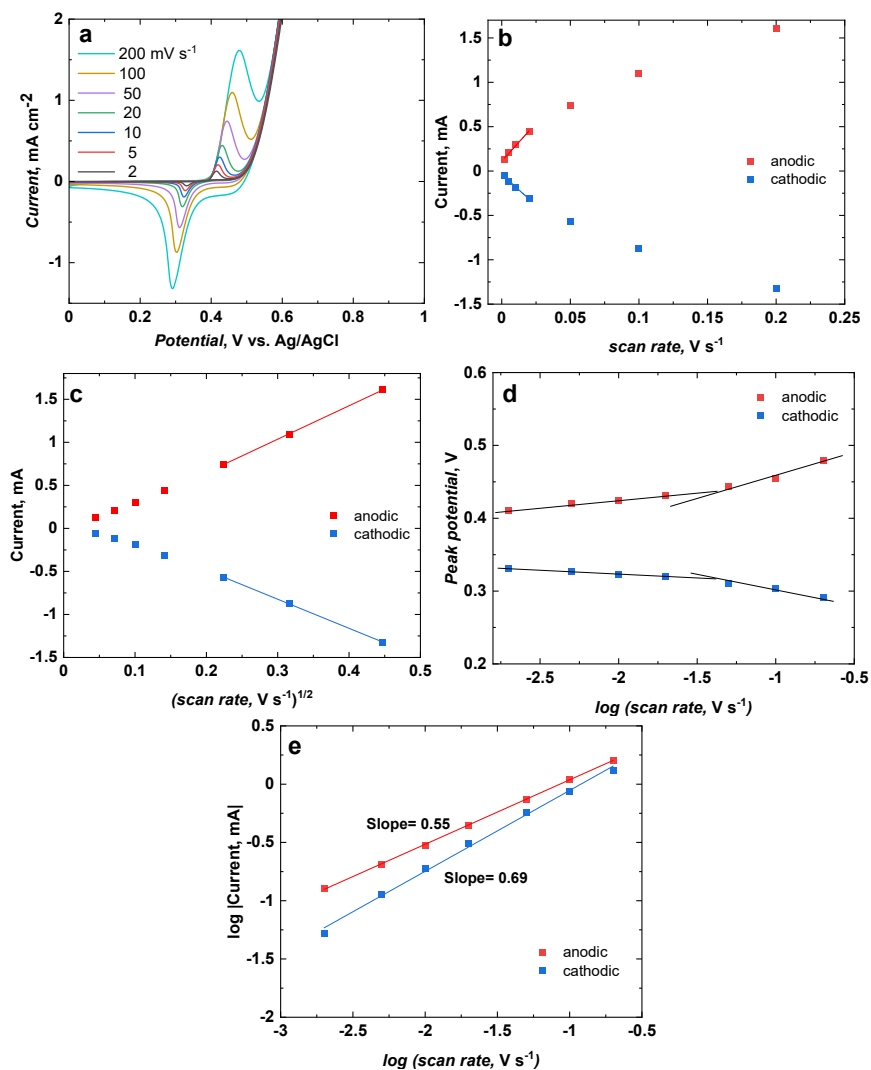 a
200 mV s⁻¹
100
50
20
10
5
2
2
1
0
-1
Current, mA cm⁻²
0
0.2
0.4
0.6
0.8
1
Potential, V vs. Ag/AgCl
b
1.5
1.0
0.5
0.0
-0.5
-1.0
-1.5
Current, mA
anodic
cathodic
0.00
0.05
0.10
0.15
0.20
0.25
scan rate, V s⁻¹
c
1.5
1
0.5
0
-0.5
-1
-1.5
Current, mA
anodic
cathodic
0
0.1
0.2
0.3
0.4
0.5
(scan rate, V s⁻¹)¹/²
d
0.6
0.5
0.4
0.3
0.2
Peak potential, V
anodic
cathodic
-2.5
-2.0
-1.5
-1.0
-0.5
log (scan rate, V s⁻¹)
e
0.5
0
-0.5
-1
-1.5
-2
log |Current, mA|
Slope= 0.55
Slope= 0.69
anodic
cathodic
-3
-2.5
-2
-1.5
-1
-0.5
log (scan rate, V s⁻¹)